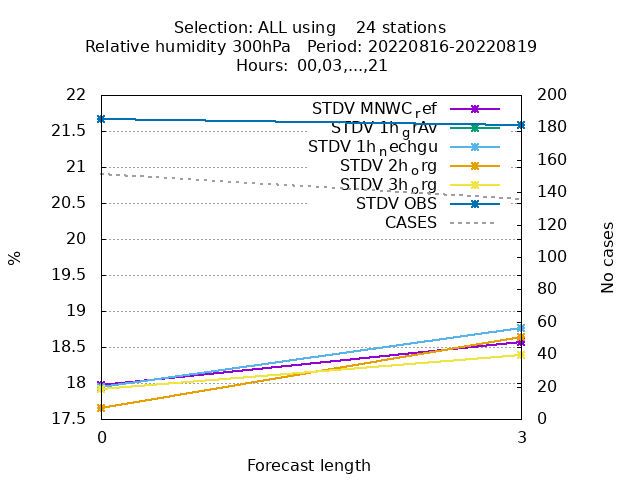 Selection: ALL using    24 stations
Relative humidity 300hPa   Period: 20220816-20220819
Hours:  00,03,...,21
22
21.5
21
20.5
20
19.5
19
18.5
18
17.5
%
200
180
160
140
120
100
80
60
40
20
0
No cases
STDV MNWC_ref
STDV 1h_grAv
STDV 1h_nechgu
STDV 2h_org
STDV 3h_org
STDV OBS
CASES
0
3
Forecast length